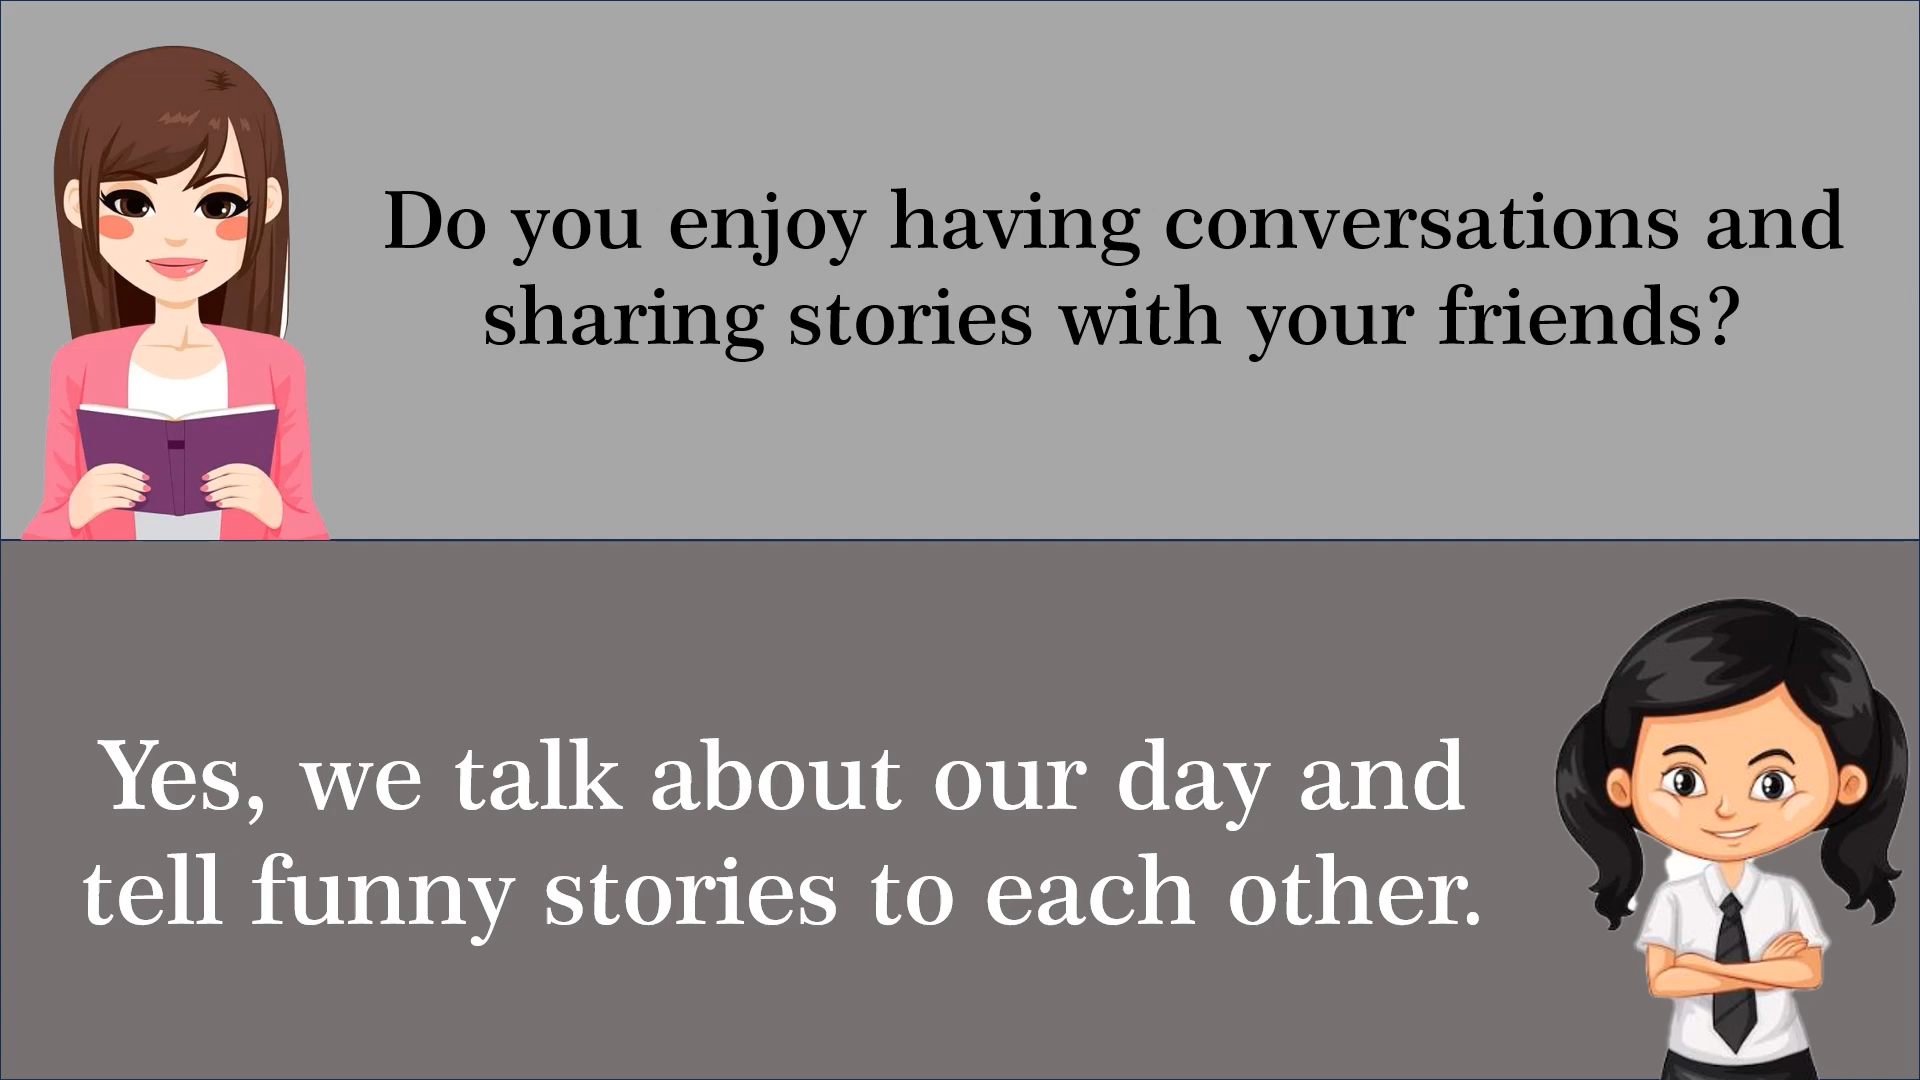 Do you enjoy having conversations and
sharing stories with your friends?
Yes, we talk about our day and
tell funny stories to each other.